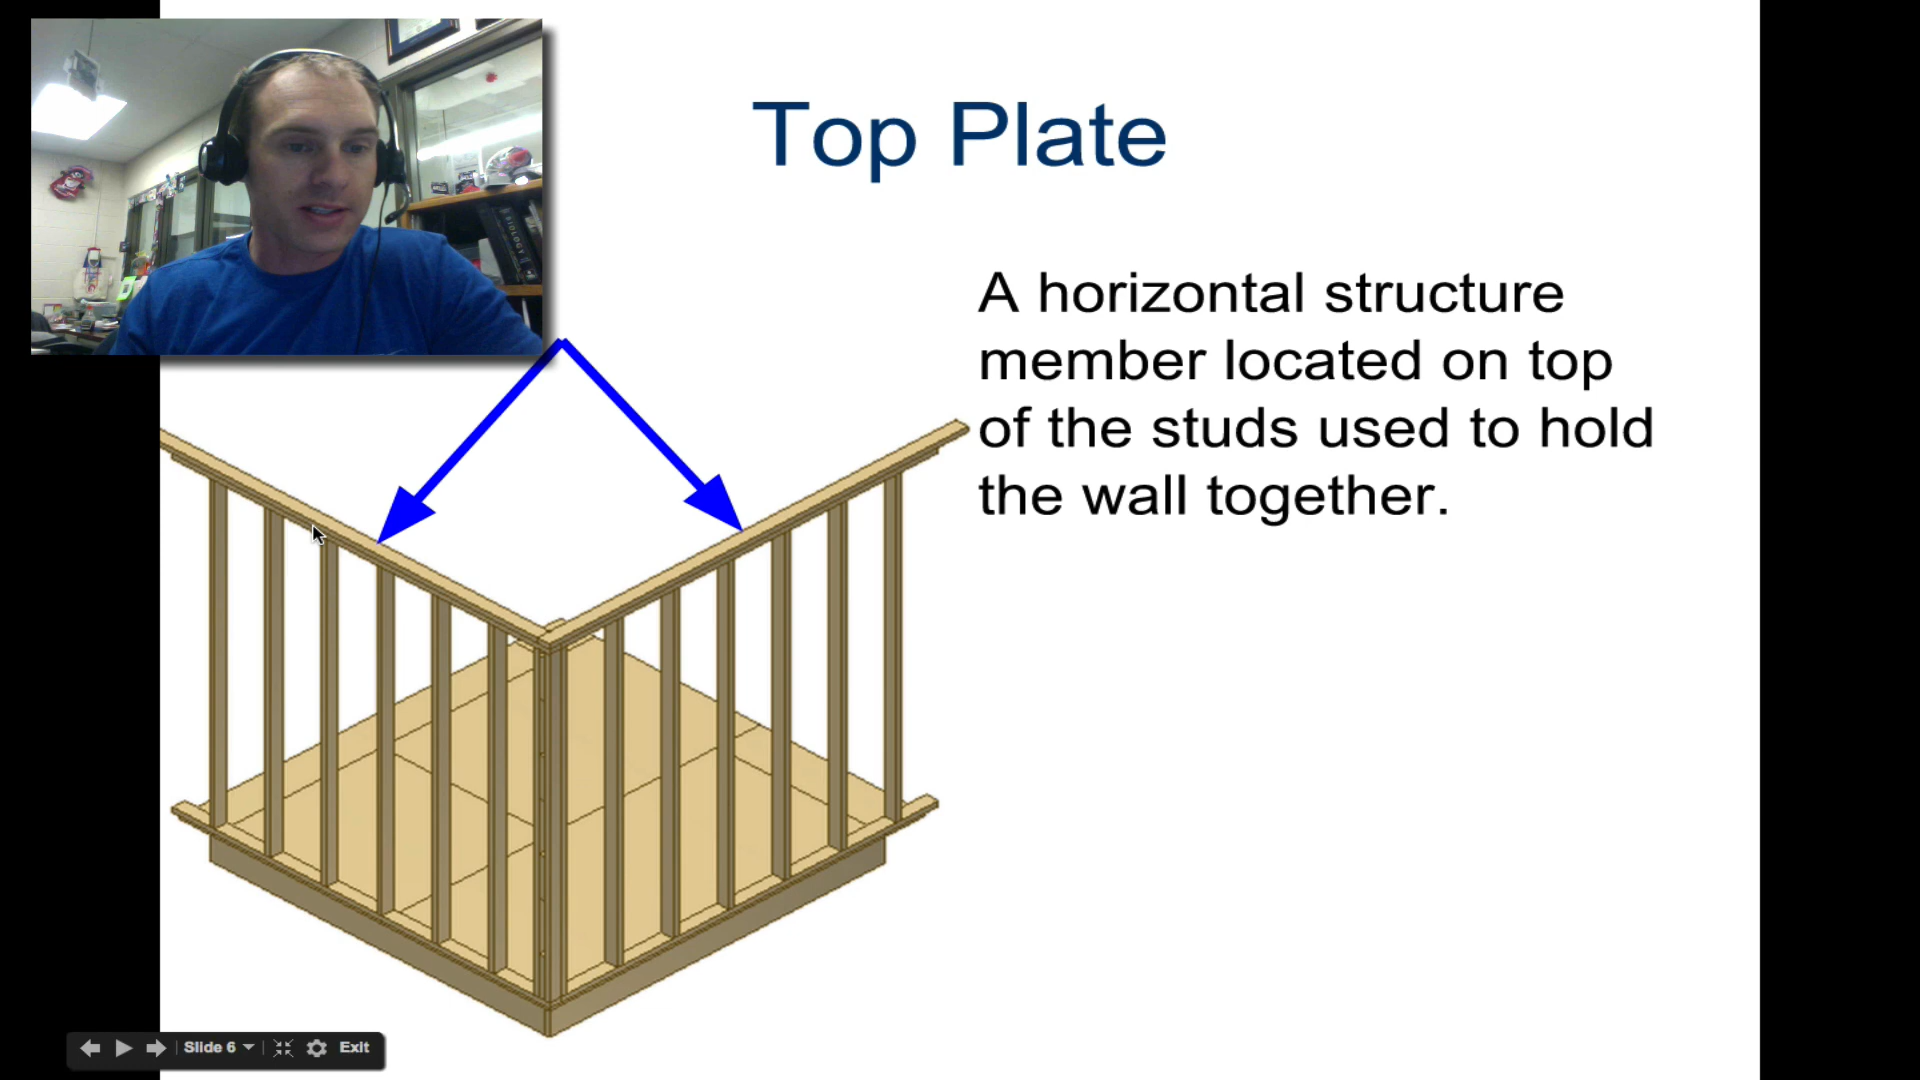 Top Plate
A horizontal structure
member located on top
of the studs used to hold
the wall together.
BIOLOGY
Slide 6
Exit